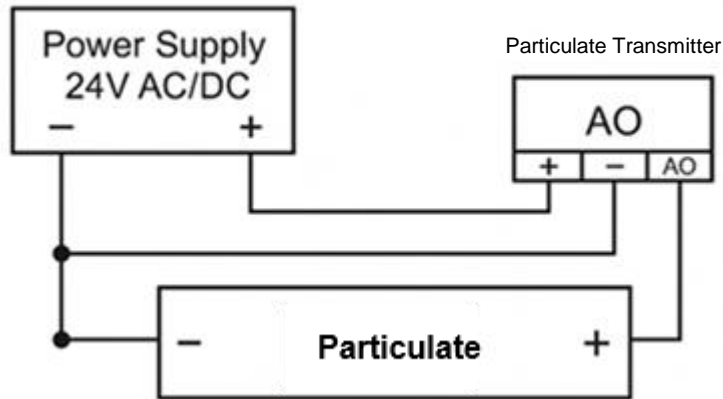 Power Supply
24V AC/DC
− +
Particulate Transmitter
AO
+ − AO
− Particulate +